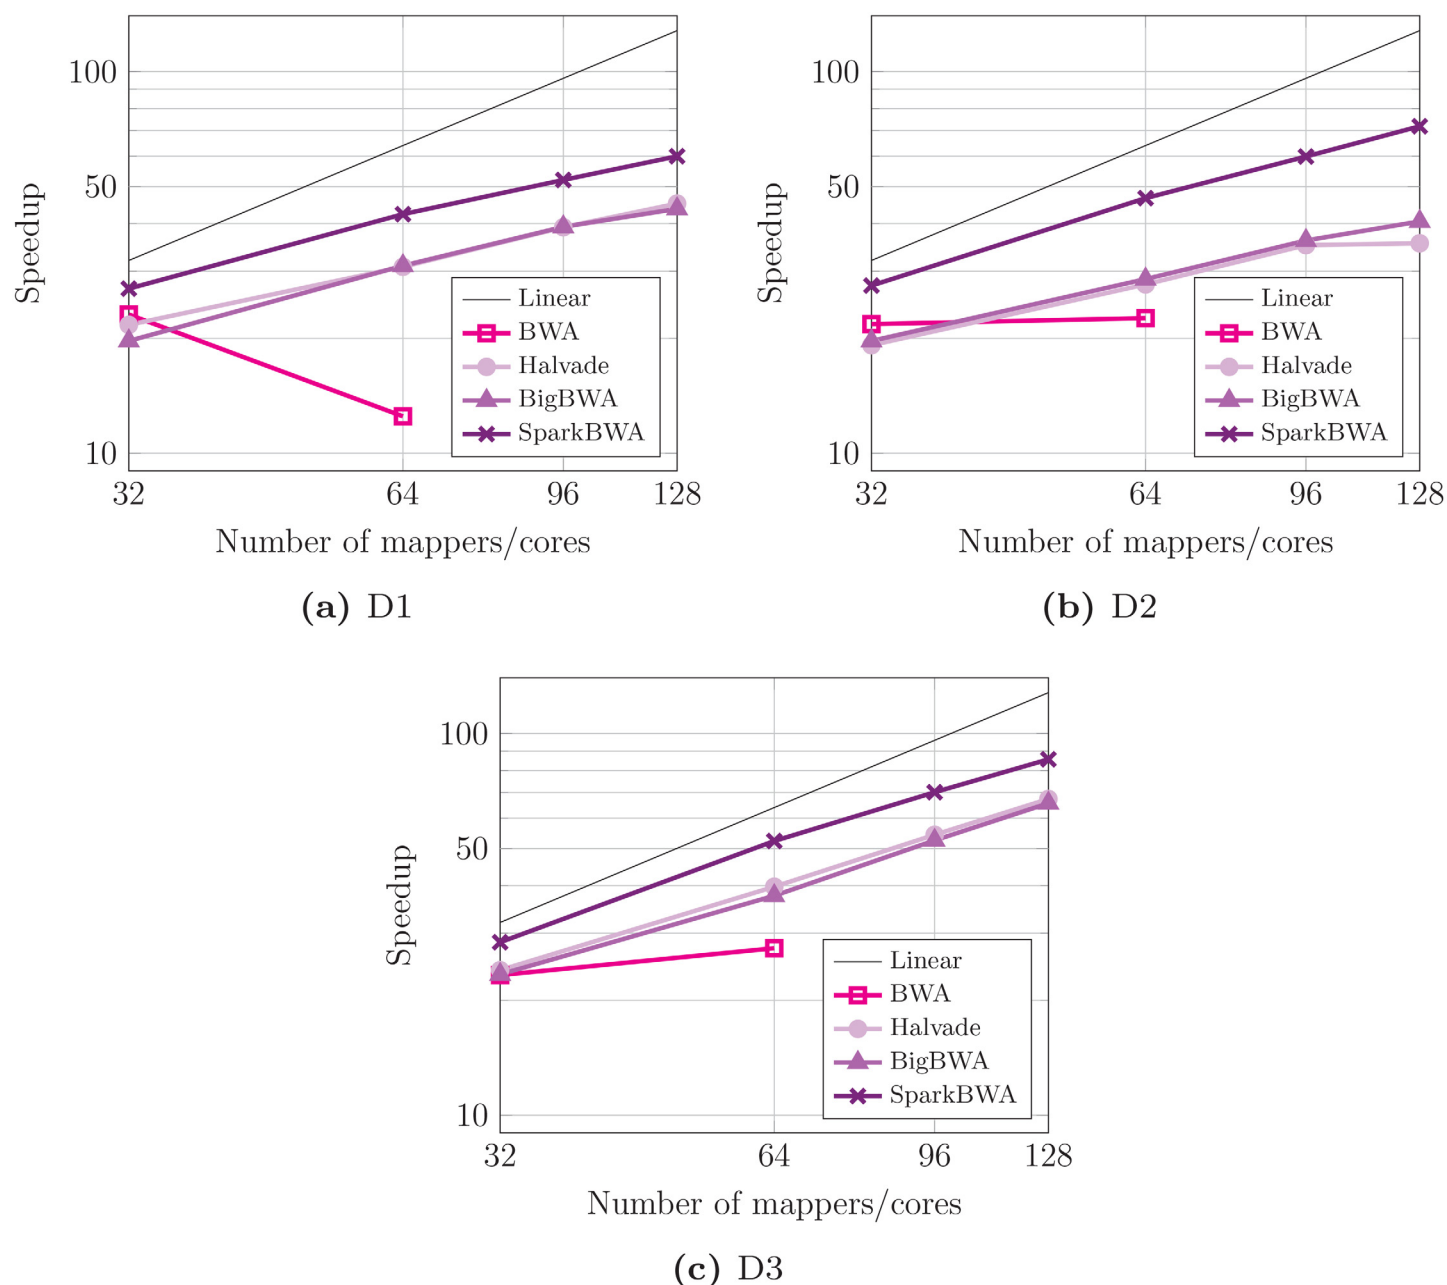 100
50
10
Speedup
Linear
BWA
Halvade
BigBWA
SparkBWA
32 64 96 128
Number of mappers/cores
(a) D1
100
50
10
Speedup
Linear
BWA
Halvade
BigBWA
SparkBWA
32 64 96 128
Number of mappers/cores
(b) D2
100
50
10
Speedup
Linear
BWA
Halvade
BigBWA
SparkBWA
32 64 96 128
Number of mappers/cores
(c) D3